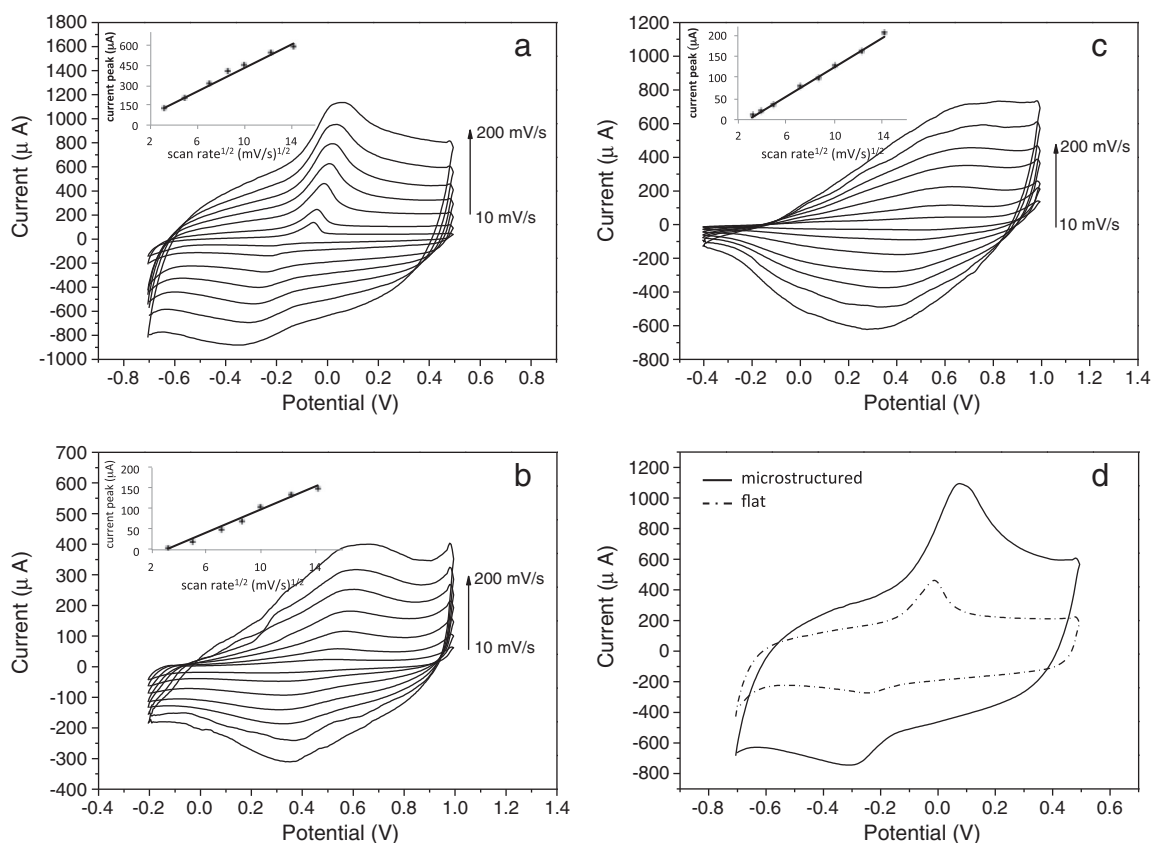 a
1800
1600
1400
1200
1000
800
600
400
200
0
-200
-400
-600
-800
-1000
-0.8 -0.6 -0.4 -0.2 0.0 0.2 0.4 0.6 0.8
Potential (V)
Current (μ A)
600
450
300
150
0
2 4 6 8 10 12 14
current peak (μA)
scan rate1/2 (mV/s)1/2
200 mV/s
10 mV/s
c
1200
1000
800
600
400
200
0
-200
-400
-600
-800
-0.4 -0.2 0.0 0.2 0.4 0.6 0.8 1.0 1.2 1.4
Potential (V)
Current (μ A)
200
150
100
50
0
2 4 6 8 10 12 14
current peak (μA)
scan rate1/2 (mV/s)1/2
200 mV/s
10 mV/s
b
700
600
500
400
300
200
100
0
-100
-200
-300
-400
-0.4 -0.2 0.0 0.2 0.4 0.6 0.8 1.0 1.2 1.4
Potential (V)
Current (μ A)
200
150
100
50
0
2 4 6 8 10 12 14
current peak (μA)
scan rate1/2 (mV/s)1/2
200 mV/s
10 mV/s
d
microstructured
flat
1200
1000
800
600
400
200
0
-200
-400
-600
-800
-0.8 -0.6 -0.4 -0.2 0.0 0.2 0.4 0.6
Potential (V)
Current (μ A)